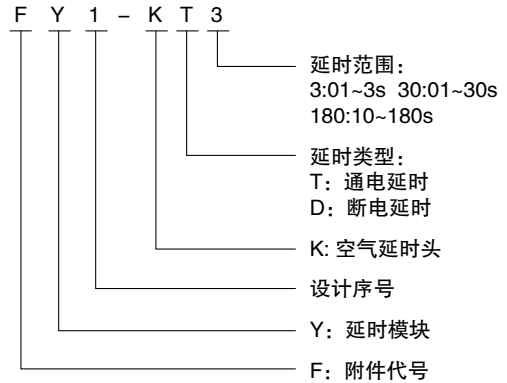 F Y 1 – K T 3
延时范围：
3:01~3s 30:01~30s
180:10~180s
延时类型：
T：通电延时
D：断电延时
K: 空气延时头
设计序号
Y：延时模块
F：附件代号